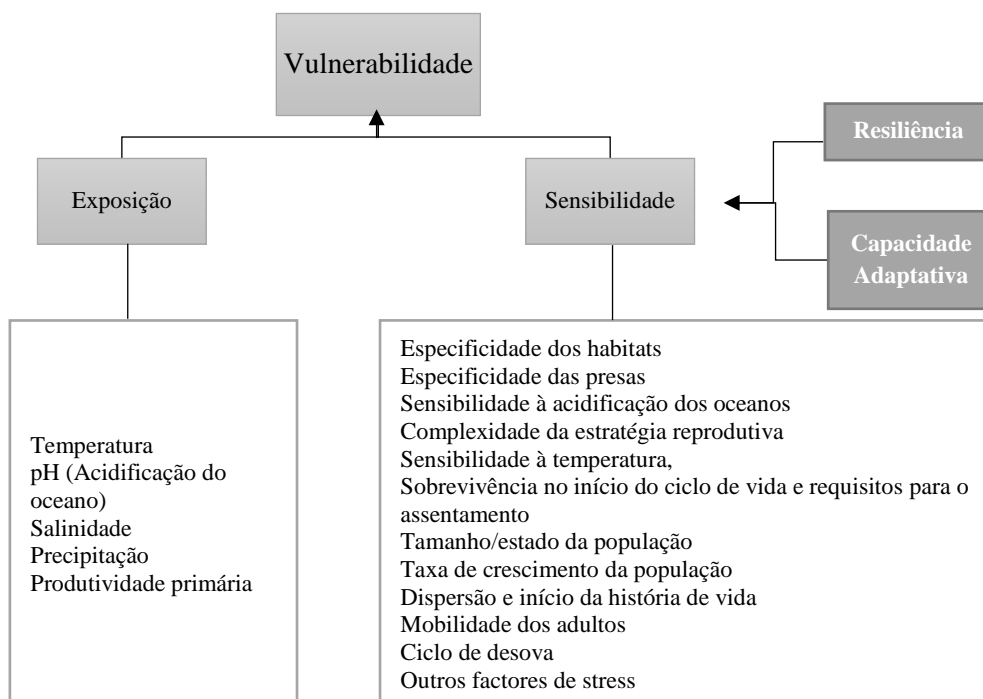 Vulnerabilidade
Resiliência
Exposição
Sensibilidade
Capacidade
Adaptativa
Temperatura
pH (Acidificação do
oceano)
Salinidade
Precipitação
Produtividade primária
Especificidade dos habitats
Especificidade das presas
Sensibilidade à acidificação dos oceanos
Complexidade da estratégia reprodutiva
Sensibilidade à temperatura,
Sobrevivência no início do ciclo de vida e requisitos para o
assentamento
Tamanho/estado da população
Taxa de crescimento da população
Dispersão e início da história de vida
Mobilidade dos adultos
Ciclo de desova
Outros factores de stress